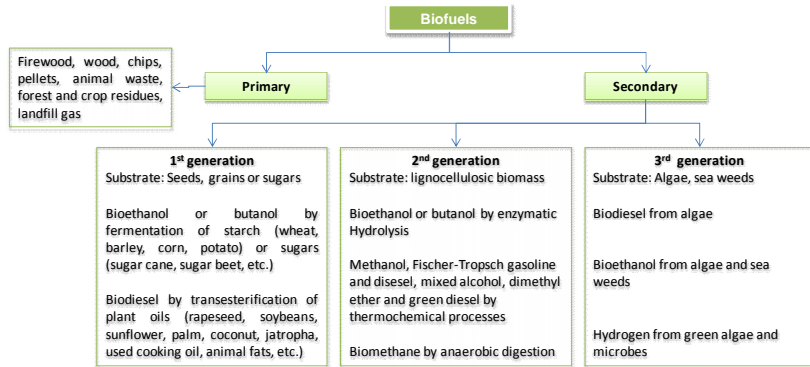 Biofuels
Firewood, wood, chips,
pellets, animal waste,
forest and crop residues,
landfill gas
Primary
Secondary
1st generation
Substrate: Seeds, grains or sugars
Bioethanol or butanol by
fermentation of starch (wheat,
barley, corn, potato) or sugars
(sugar cane, sugar beet, etc.)
Biodiesel by transesterification of
plant oils (rapeseed, soybeans,
sunflower, palm, coconut, jatropha,
used cooking oil, animal fats, etc.)
2nd generation
Substrate: lignocellulosic biomass
Bioethanol or butanol by enzymatic
Hydrolysis
Methanol, Fischer-Tropsch gasoline
and disesel, mixed alcohol, dimethyl
ether and green diesel by
thermochemical processes
Biomethane by anaerobic digestion
3rd generation
Substrate: Algae, sea weeds
Biodiesel from algae
Bioethanol from algae and sea
weeds
Hydrogen from green algae and
microbes